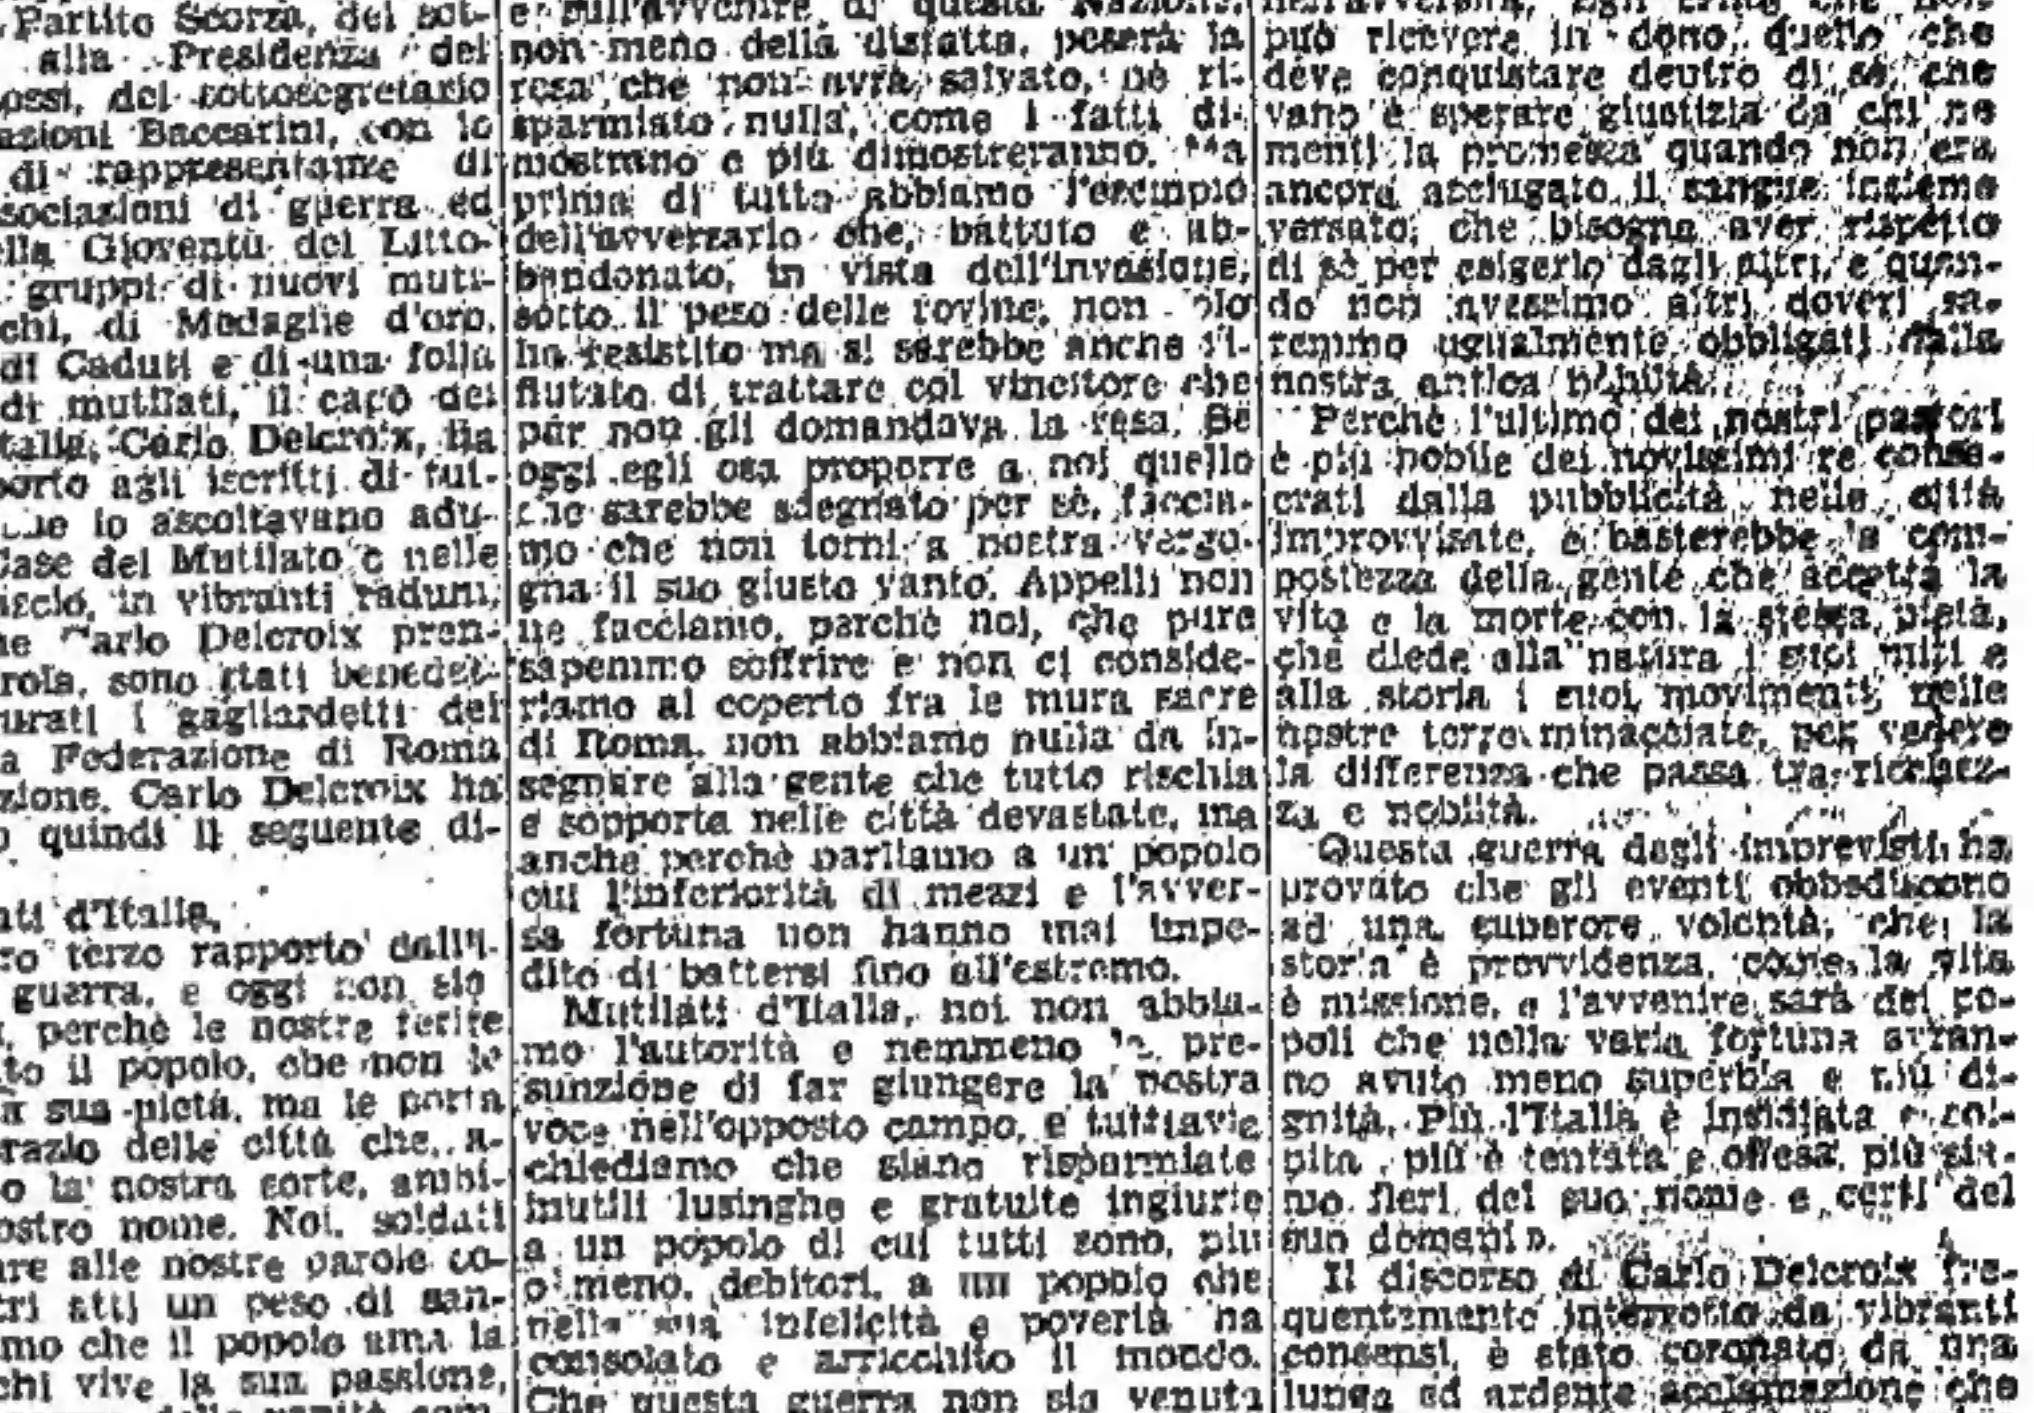 Partito Scorza, dei sot-
alla Presidenza del
ossi, del sottosegretario
azioni Baccarini, con le
di rappresentanze di
sociazioni di guerra ed
ella Gioventù del Litto-
gruppi di nuovi muti-
chi, di Medaglie d'oro,
di Caduti e di una folla
di mutilati, il capo dei
talia, Carlo Delcroix, ha
porto agli iscritti di tut-
che lo ascoltavano adu-
Case del Mutilato e nelle
ascio, in vibranti raduni,
he Carlo Delcroix pren-
rola, sono stati benedet-
urati i gagliardetti del
a Federazione di Roma
zione. Carlo Delcroix ha
o quindi il seguente di-
ati d'Italia,
ro terzo rapporto dall'i-
guerra, e oggi non sio
, perchè le nostre ferite
to il popolo, che non le
a sua pietà, ma le porta
razio delle città che, a-
o la nostra sorte, ambi-
ostro nome. Noi, soldati
are alle nostre parole co-
tri atti un peso di san-
mo che il popolo ama la
chi vive la sua passione,
e sull'avvenire di questa Nazione,
non meno della disfatta, peserà la
resa che non avrà salvato, nè ri-
sparmiato nulla, come i fatti di-
mostrano e più dimostreranno. Ma
prima di tutto abbiamo l'esempio
dell'avversario che, battuto e ab-
bandonato, in vista dell'invasione,
sotto il peso delle rovine, non solo
ha resistito ma si sarebbe anche ri-
fiutato di trattare col vincitore che
pur non gli domandava la resa. Se
oggi egli osa proporre a noi quello
che sarebbe sdegnato per sè, faccia-
mo che non torni a nostra vergo-
gna il suo giusto vanto. Appelli non
ne facciamo, perchè noi, che pure
sapemmo soffrire e non ci conside-
riamo al coperto fra le mura sacre
di Roma, non abbiamo nulla da in-
segnare alla gente che tutto rischia
e sopporta nelle città devastate, ma
anche perchè parliamo a un popolo
cui l'inferiorità di mezzi e l'avver-
sa fortuna non hanno mai impe-
dito di battersi fino all'estremo.
Mutilati d'Italia, noi non abbia-
mo l'autorità e nemmeno la pre-
sunzione di far giungere la nostra
voce nell'opposto campo, e tuttavia
chiediamo che siano risparmiate
inutili lusinghe e gratuite ingiurie
a un popolo di cui tutti sono, più
o meno, debitori, a un popolo che
nella sua infelicità e povertà ha
consolato e arricchito il mondo.
Che questa guerra non sia venuta
può ricevere in dono, quello che
deve conquistare dentro di sè, che
vano è sperare giustizia da chi ne
mentì la promessa quando non era
ancora asciugato il sangue insieme
versato, che bisogna aver rispetto
di sè per esigerlo dagli altri, e quan-
do non avessimo altri doveri sa-
remmo ugualmente obbligati dalla
nostra antica nobiltà.
Perchè l'ultimo dei nostri pastori
è più nobile dei novissimi re consa-
crati dalla pubblicità nelle città
improvvisate, e basterebbe la com-
postezza della gente che accetta la
vita e la morte con la stessa pietà,
che diede alla natura i suoi miti e
alla storia i suoi movimenti, nelle
nostre terre minacciate, per vedere
la differenza che passa tra ricchez-
za e nobiltà.
Questa guerra degli imprevisti ha
provato che gli eventi obbediscono
ad una superore volontà, che la
storia è provvidenza, come la vita
è missione, e l'avvenire sarà dei po-
poli che nella varia fortuna avran-
no avuto meno superbia e più di-
gnità. Più l'Italia è insidiata e col-
pita, più è tentata e offesa, più sia-
mo fieri del suo nome e certi del
suo domani».
Il discorso di Carlo Delcroix fre-
quentemente interrotto da vibranti
consensi, è stato coronato da una
lunga ed ardente acclamazione che